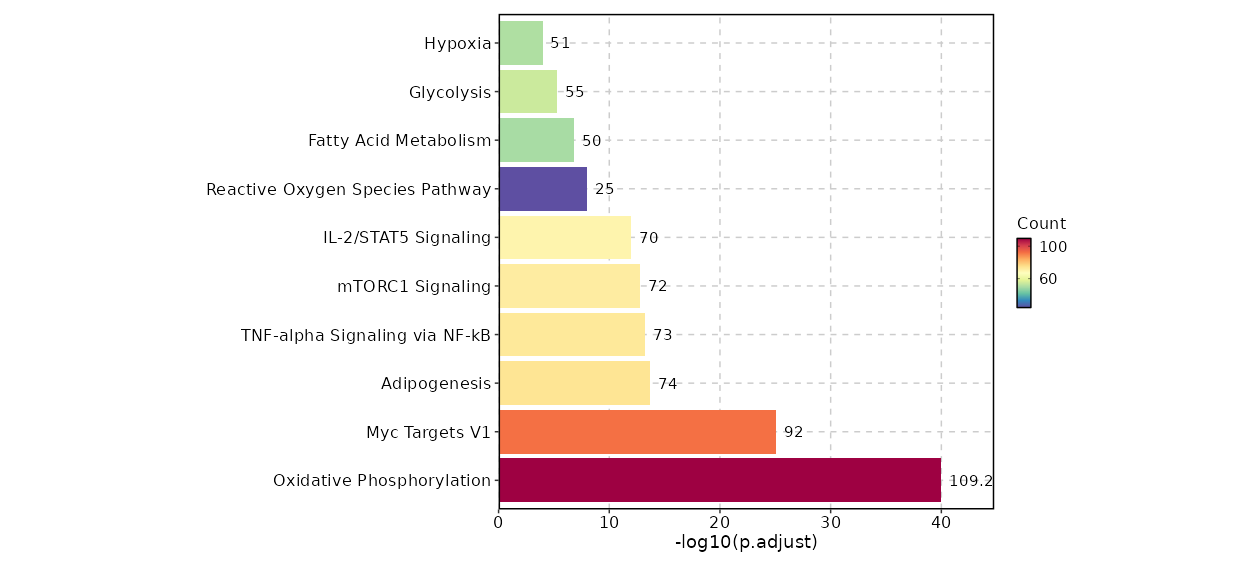 Hypoxia 51
Glycolysis 55
Fatty Acid Metabolism 50
Reactive Oxygen Species Pathway 25
IL-2/STAT5 Signaling 70
mTORC1 Signaling 72
TNF-alpha Signaling via NF-kB 73
Adipogenesis 74
Myc Targets V1 92
Oxidative Phosphorylation 109.2
0 10 20 30 40
-log10(p.adjust)
Count
100
60